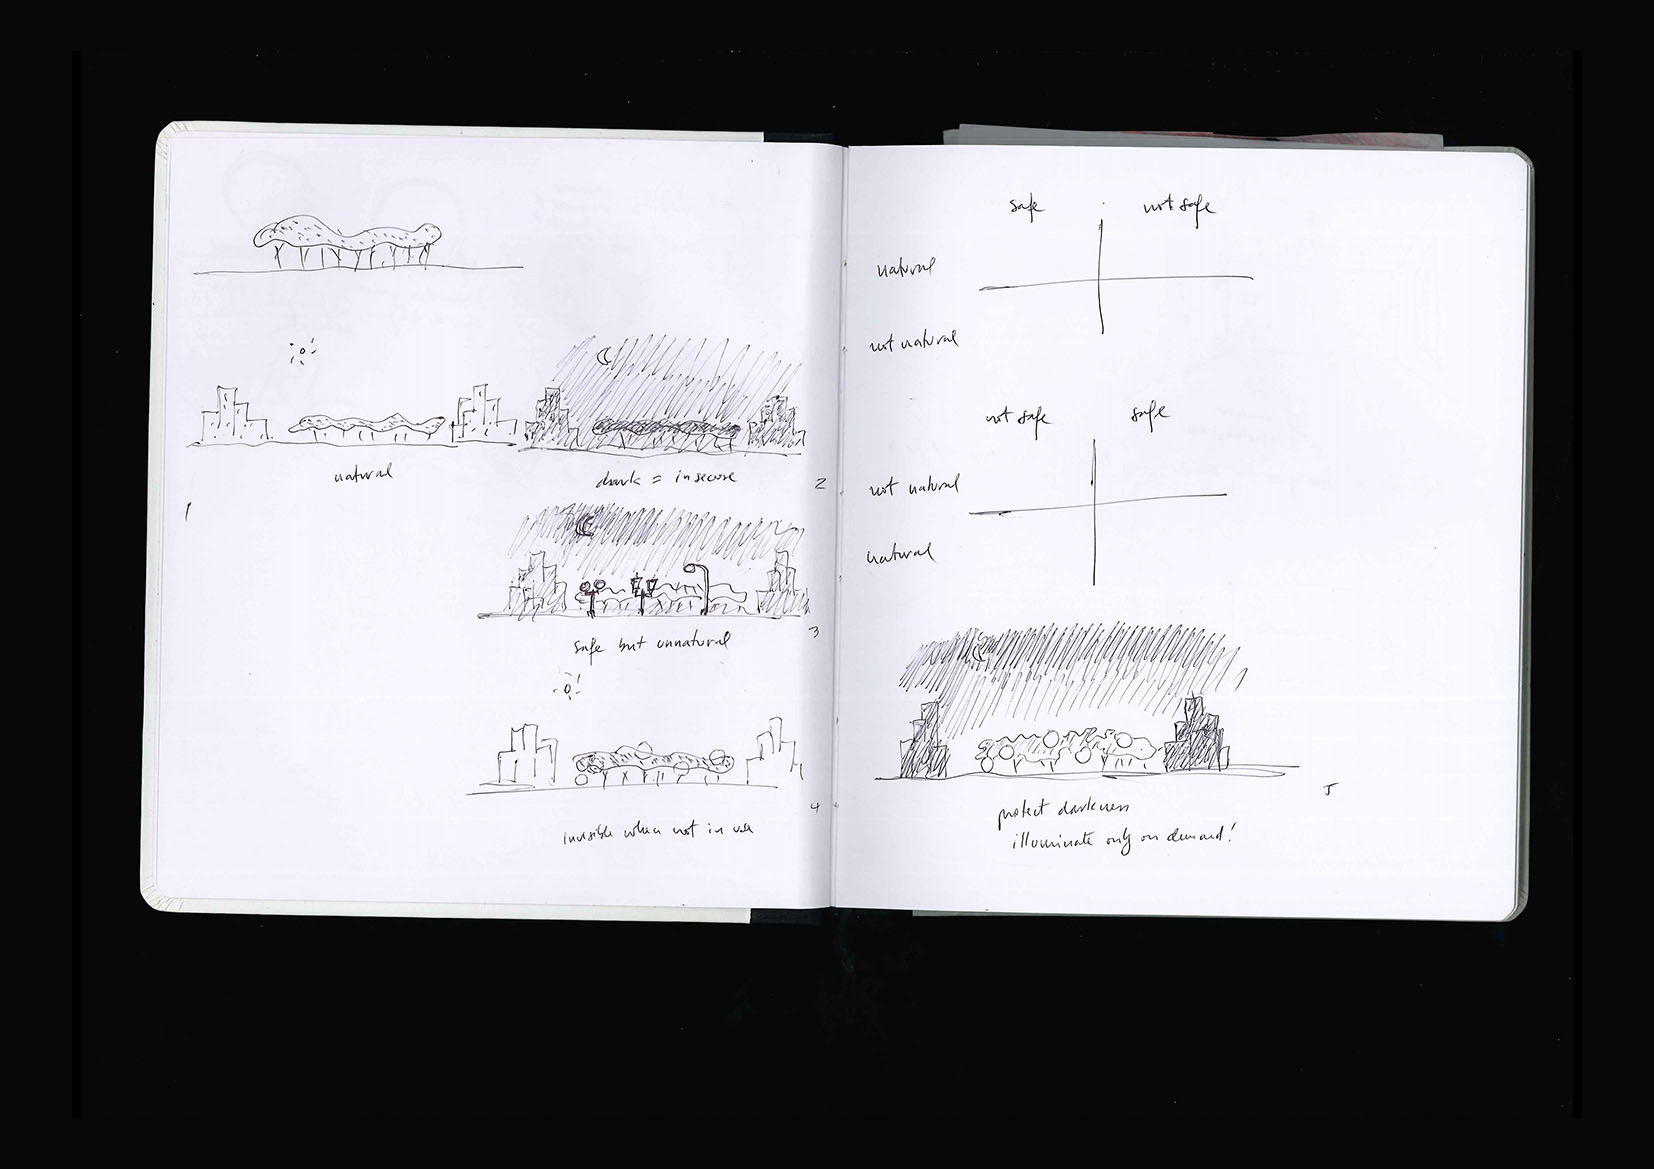 natural
dark = insecure
1
2
safe but unnatural
3
invisible when not in use
4
safe
not safe
natural
not natural
not safe
safe
not natural
natural
protect darkness
illuminate only on demand!
5